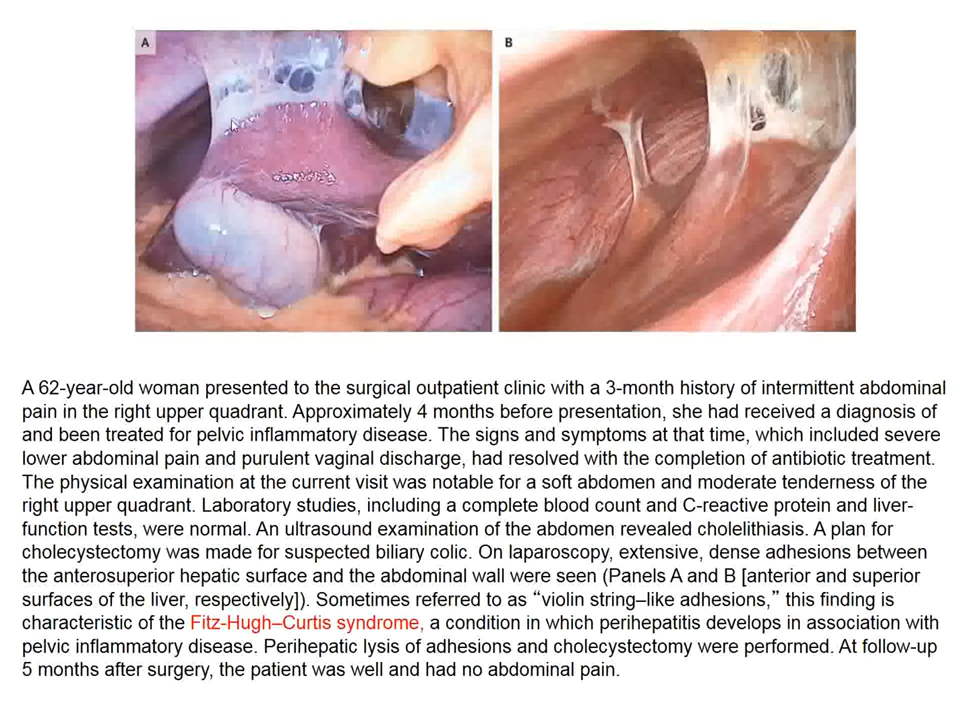 A
B
A 62-year-old woman presented to the surgical outpatient clinic with a 3-month history of intermittent abdominal
pain in the right upper quadrant. Approximately 4 months before presentation, she had received a diagnosis of
and been treated for pelvic inflammatory disease. The signs and symptoms at that time, which included severe
lower abdominal pain and purulent vaginal discharge, had resolved with the completion of antibiotic treatment.
The physical examination at the current visit was notable for a soft abdomen and moderate tenderness of the
right upper quadrant. Laboratory studies, including a complete blood count and C-reactive protein and liver-
function tests, were normal. An ultrasound examination of the abdomen revealed cholelithiasis. A plan for
cholecystectomy was made for suspected biliary colic. On laparoscopy, extensive, dense adhesions between
the anterosuperior hepatic surface and the abdominal wall were seen (Panels A and B [anterior and superior
surfaces of the liver, respectively]). Sometimes referred to as “violin string–like adhesions,” this finding is
characteristic of the Fitz-Hugh–Curtis syndrome, a condition in which perihepatitis develops in association with
pelvic inflammatory disease. Perihepatic lysis of adhesions and cholecystectomy were performed. At follow-up
5 months after surgery, the patient was well and had no abdominal pain.